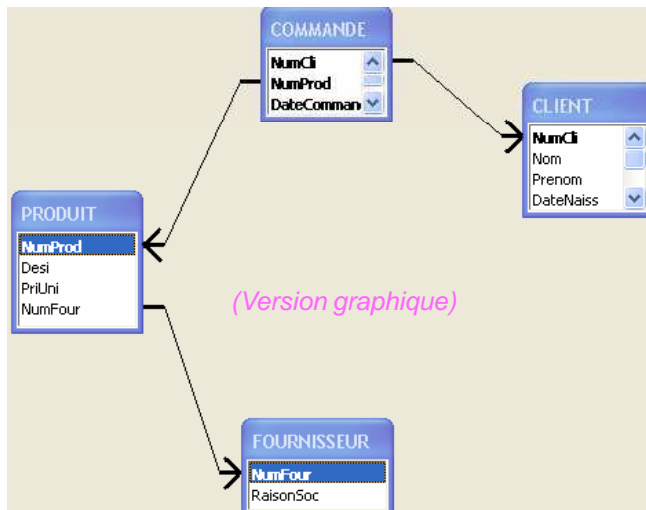 COMMANDE
NumCli
NumProd
DateComman
CLIENT
NumCli
Nom
Prenom
DateNaiss
PRODUIT
NumProd
Desi
PriUni
NumFour
(Version graphique)
FOURNISSEUR
NumFour
RaisonSoc